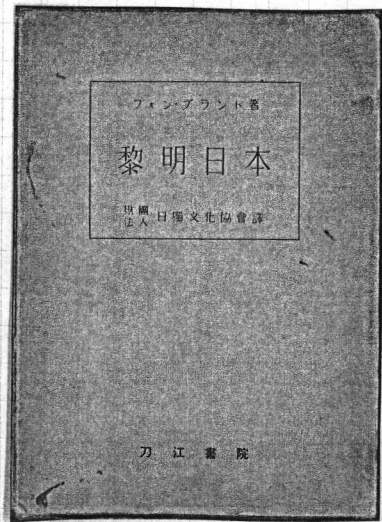 フォン・ブラント著
黎明日本
財團法人 日獨文化協會譯
刀江書院